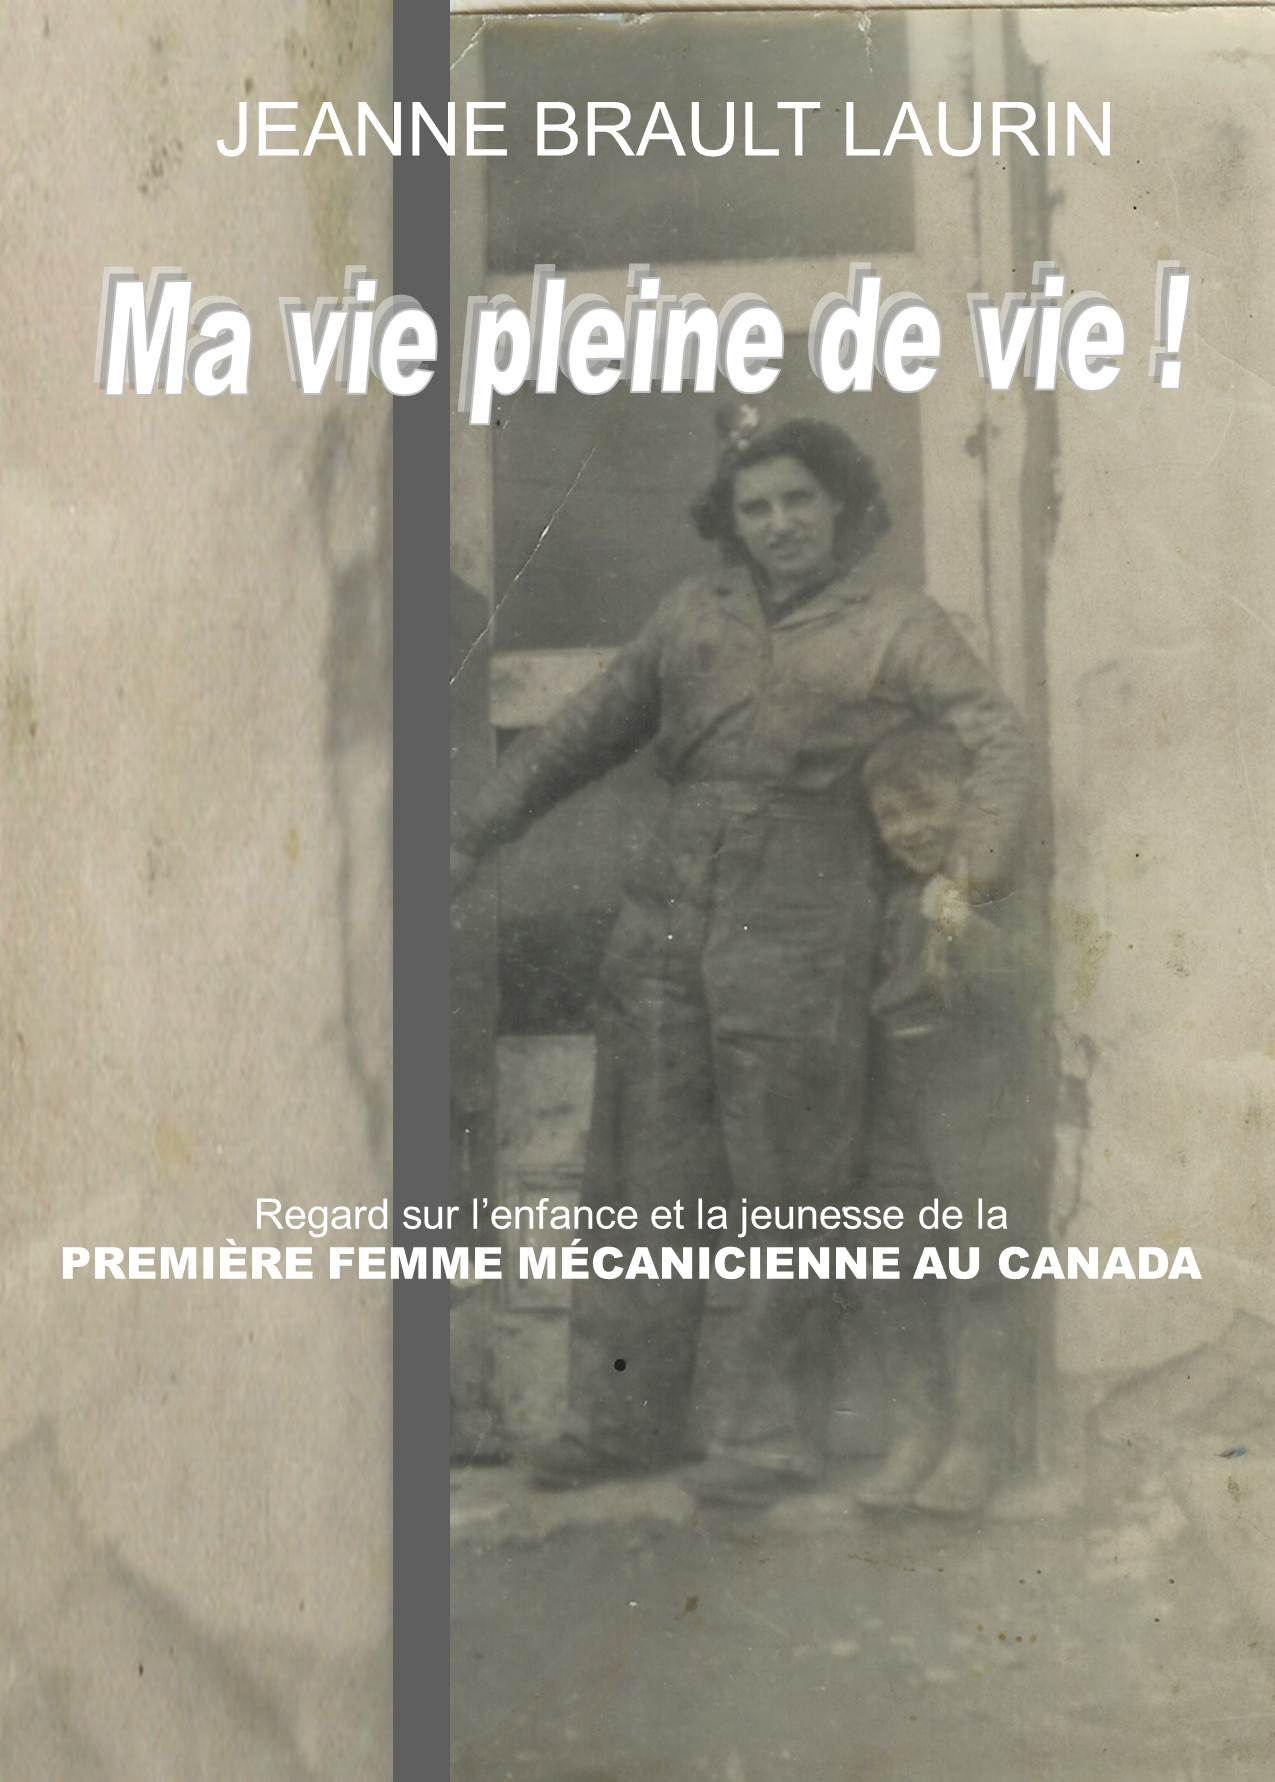 JEANNE BRAULT LAURIN
Ma vie pleine de vie !
Regard sur l’enfance et la jeunesse de la
PREMIÈRE FEMME MÉCANICIENNE AU CANADA